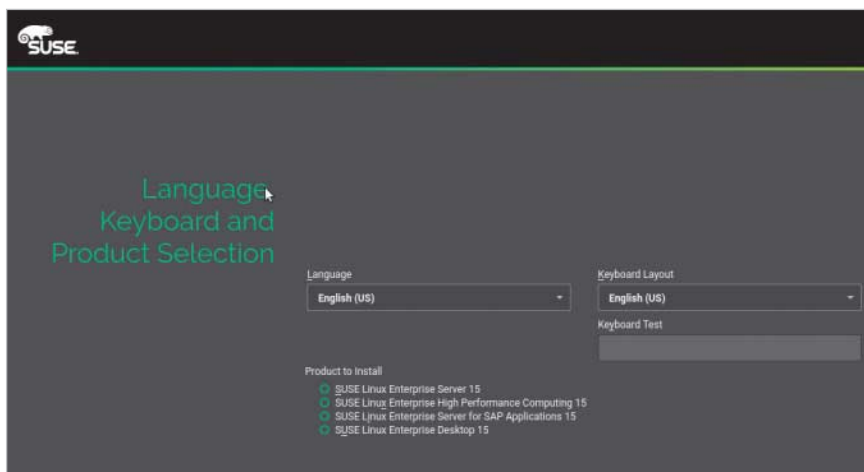 SUSE.
Language,
Keyboard and
Product Selection
Language
Keyboard Layout
English (US)
English (US)
Keyboard Test
Product to Install
SUSE Linux Enterprise Server 15
SUSE Linux Enterprise High Performance Computing 15
SUSE Linux Enterprise Server for SAP Applications 15
SUSE Linux Enterprise Desktop 15